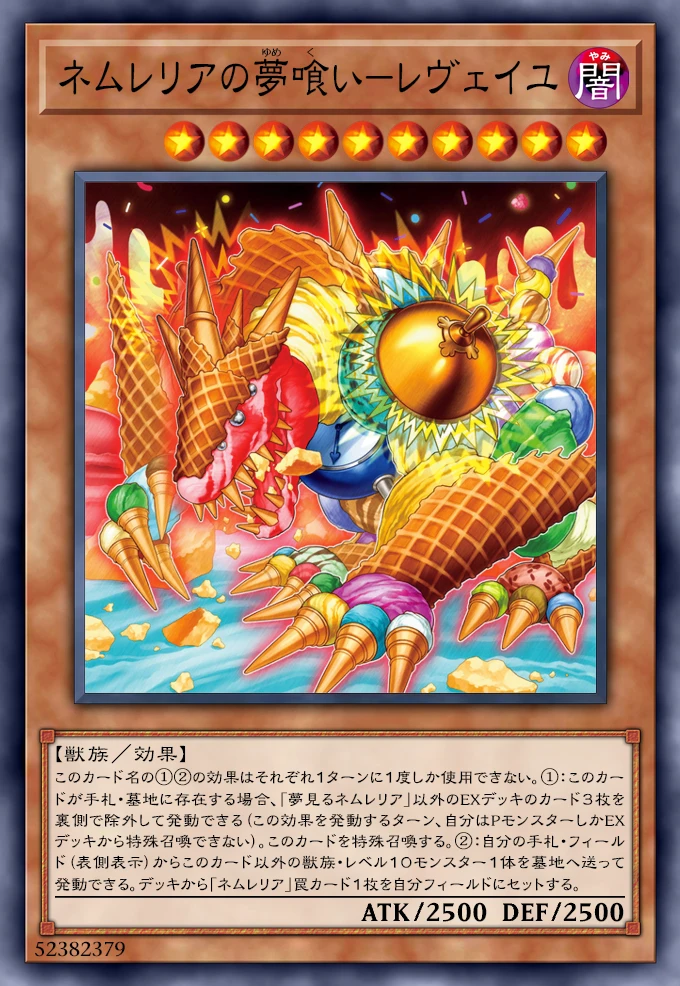 ゆめ く
ネムレリアの夢喰い－レヴェイユ
やみ
闇
【獣族／効果】
このカード名の①②の効果はそれぞれ1ターンに1度しか使用できない。①：このカー
ドが手札・墓地に存在する場合、「夢見るネムレリア」以外のEXデッキのカード3枚を
裏側で除外して発動できる（この効果を発動するターン、自分はPモンスターしかEX
デッキから特殊召喚できない）。このカードを特殊召喚する。②：自分の手札・フィール
ド（表側表示）からこのカード以外の獣族・レベル10モンスター1体を墓地へ送って
発動できる。デッキから「ネムレリア」罠カード1枚を自分フィールドにセットする。
ATK/2500 DEF/2500
52382379